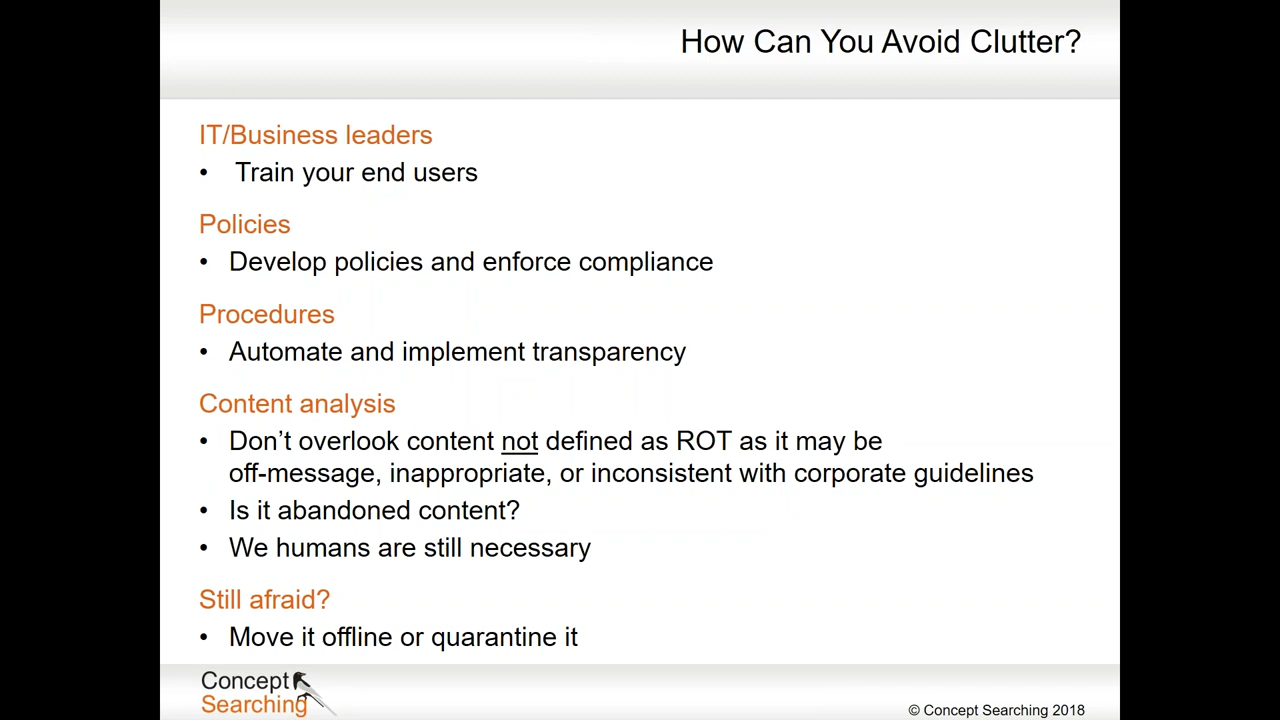 How Can You Avoid Clutter?
IT/Business leaders
• Train your end users
Policies
• Develop policies and enforce compliance
Procedures
• Automate and implement transparency
Content analysis
• Don’t overlook content not defined as ROT as it may be
off-message, inappropriate, or inconsistent with corporate guidelines
• Is it abandoned content?
• We humans are still necessary
Still afraid?
• Move it offline or quarantine it
Concept
Searching
© Concept Searching 2018